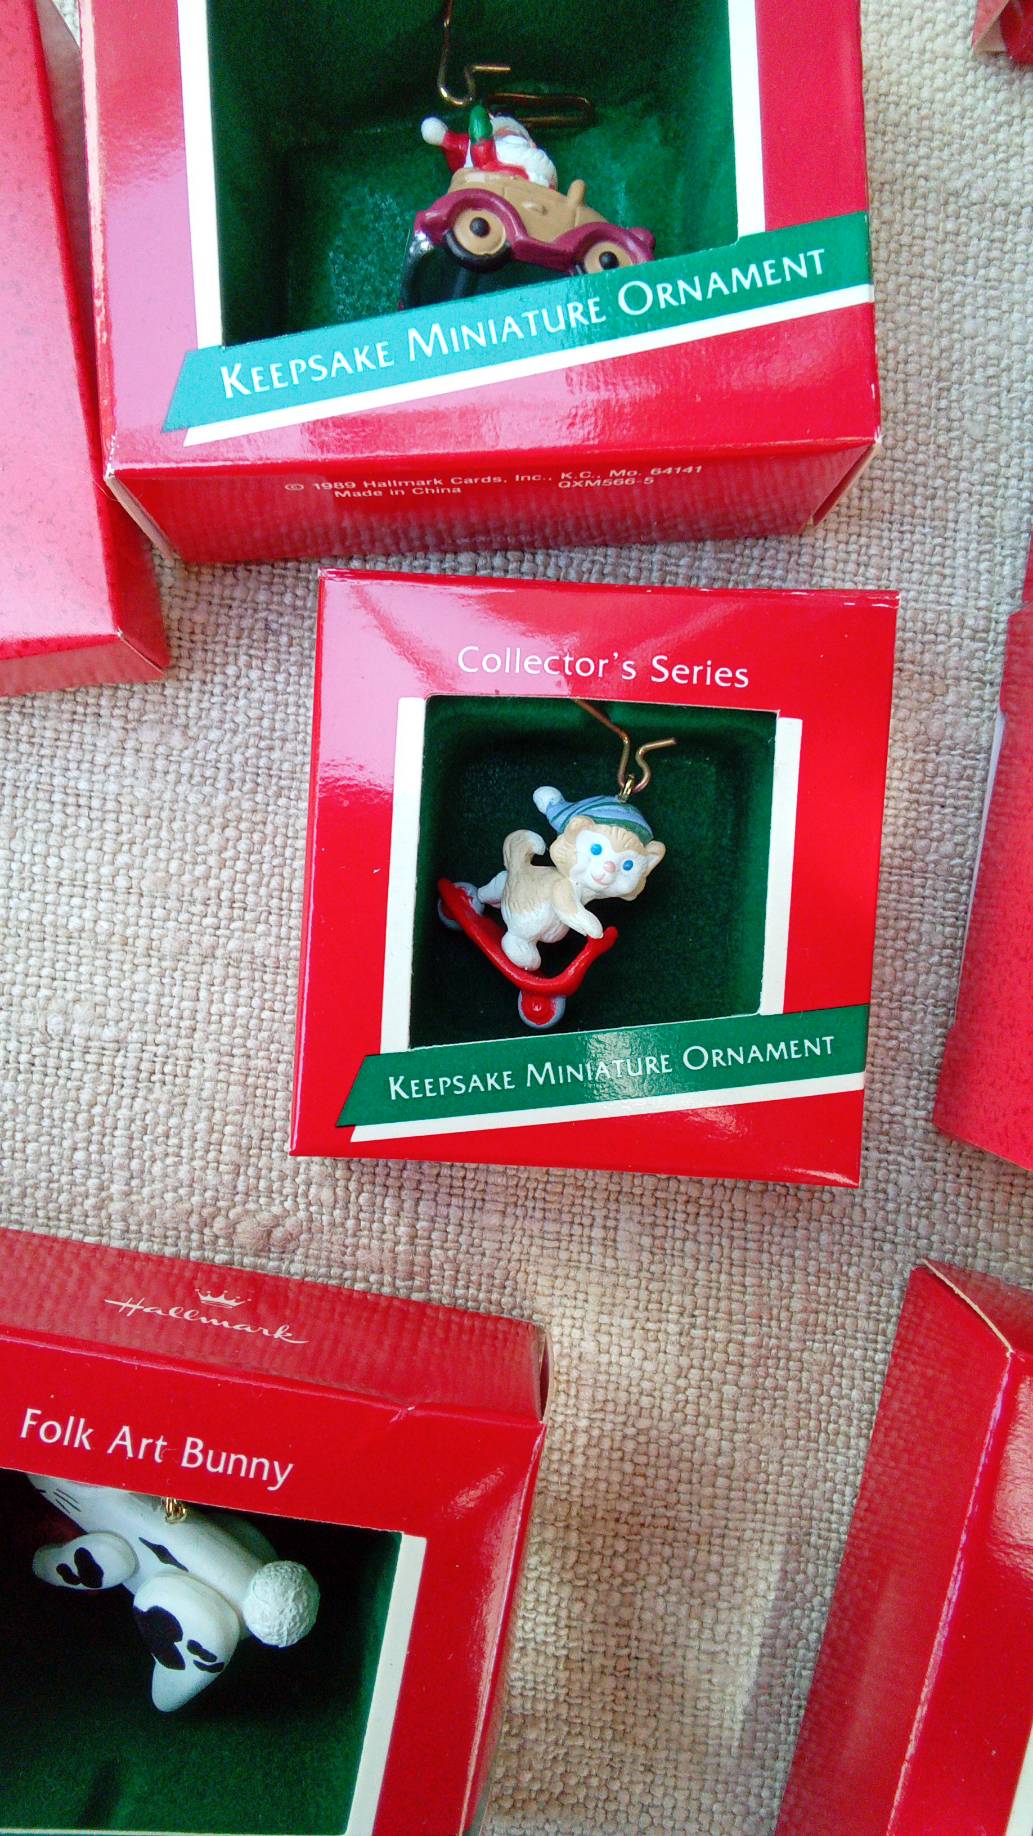 KEEPSAKE MINIATURE ORNAMENT
© 1989 Hallmark Cards, Inc., K.C., Mo. 64141
Made in China QXM566-5
Collector's Series
KEEPSAKE MINIATURE ORNAMENT
Hallmark
Folk Art Bunny